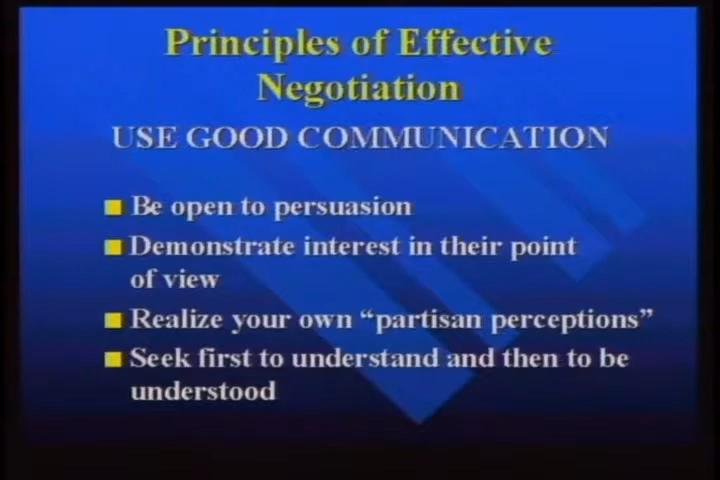 Principles of Effective
Negotiation
USE GOOD COMMUNICATION
Be open to persuasion
Demonstrate interest in their point
of view
Realize your own “partisan perceptions”
Seek first to understand and then to be
understood